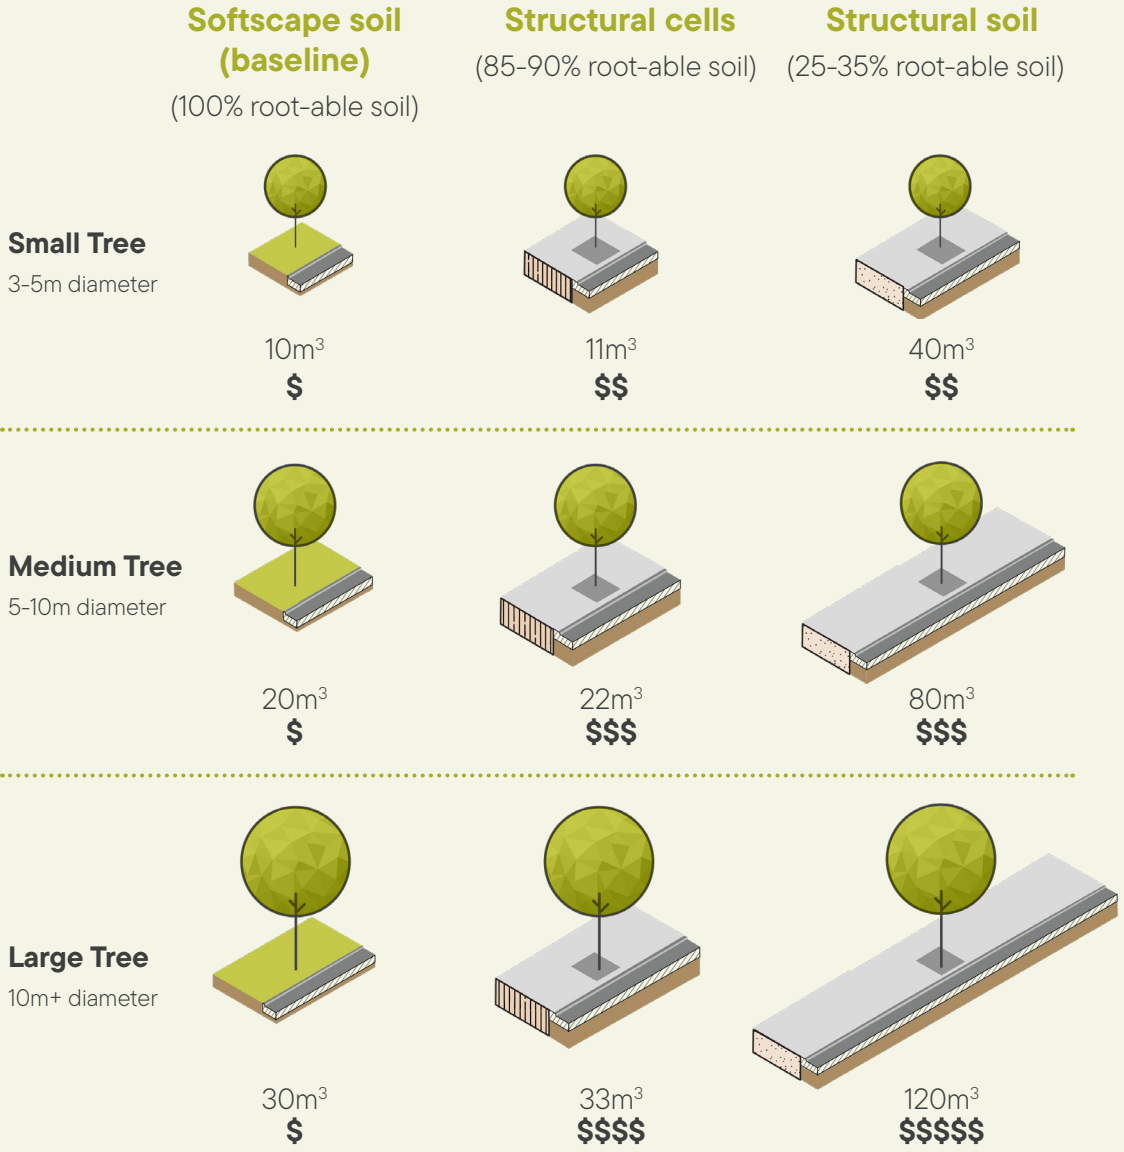 Softscape soil
(baseline)
(100% root-able soil)
Structural cells
(85-90% root-able soil)
Structural soil
(25-35% root-able soil)
Small Tree
3-5m diameter
10m³
$
11m³
$$
40m³
$$
Medium Tree
5-10m diameter
20m³
$
22m³
$$$
80m³
$$$
Large Tree
10m+ diameter
30m³
$
33m³
$$$$
120m³
$$$$$